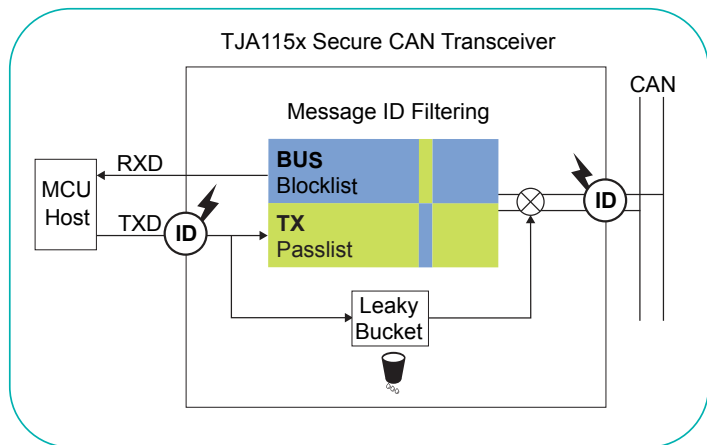 TJA115x Secure CAN Transceiver
CAN
Message ID Filtering
BUS
Blocklist
RXD
MCU
Host
TXD
ID
TX
Passlist
ID
Leaky
Bucket